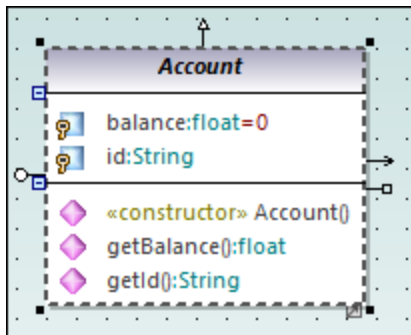 Account
balance:float=0
id:String
«constructor» Account()
getBalance():float
getId():String